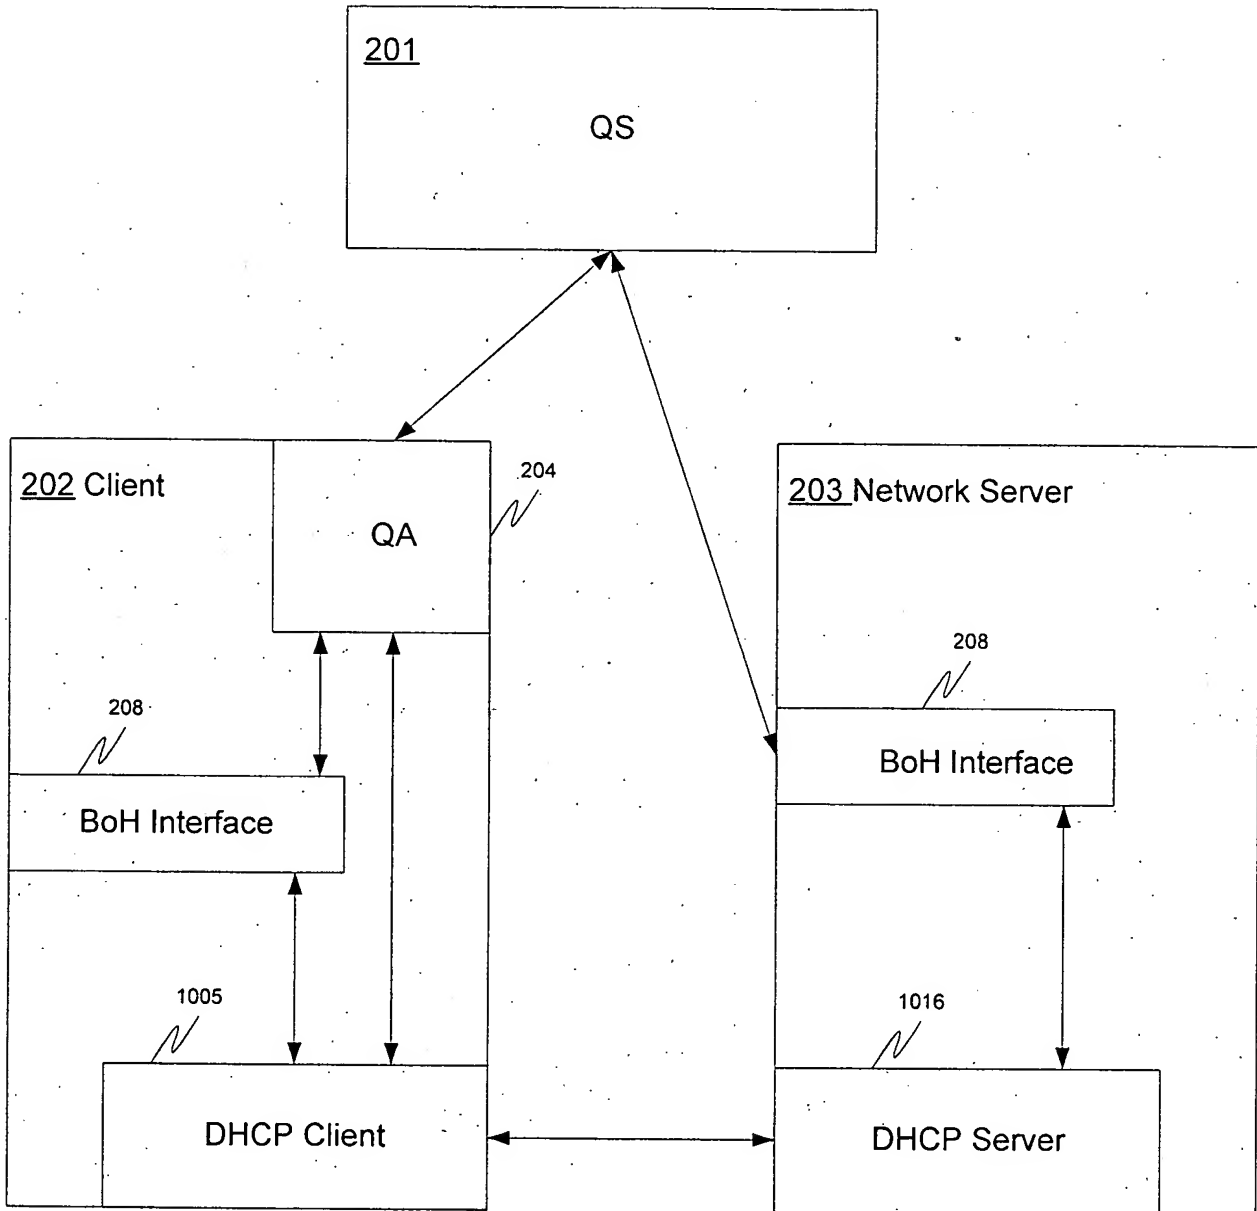 201
QS
202 Client
QA
204
203 Network Server
208
BoH Interface
208
BoH Interface
1005
DHCP Client
1016
DHCP Server